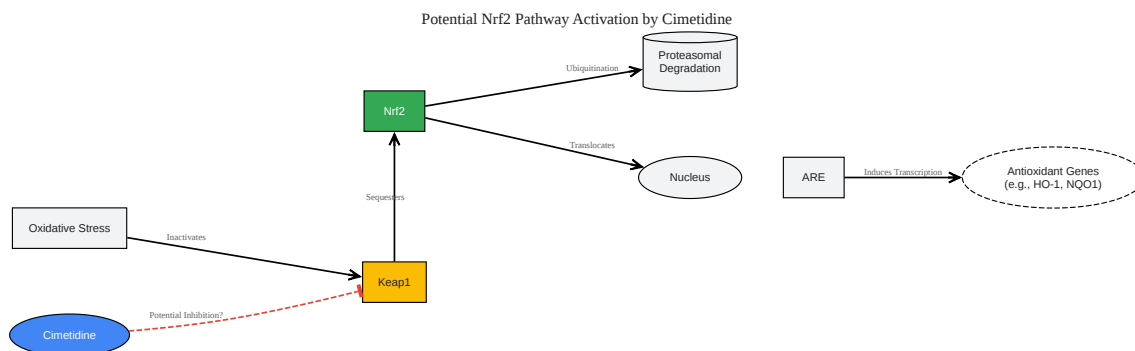 Potential Nrf2 Pathway Activation by Cimetidine
Proteasomal
Degradation
Ubiquitination
Nrf2
Translocates
Nucleus
ARE
Induces Transcription
Antioxidant Genes
(e.g., HO-1, NQO1)
Sequesters
Oxidative Stress
Inactivates
Keap1
Potential Inhibition?
Cimetidine